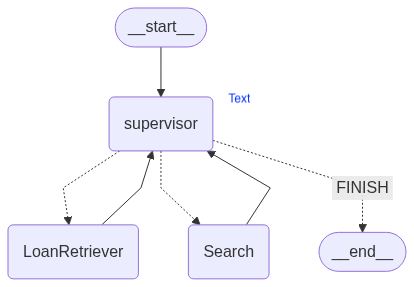 __start__
Text
supervisor
FINISH
LoanRetriever
Search
__end__